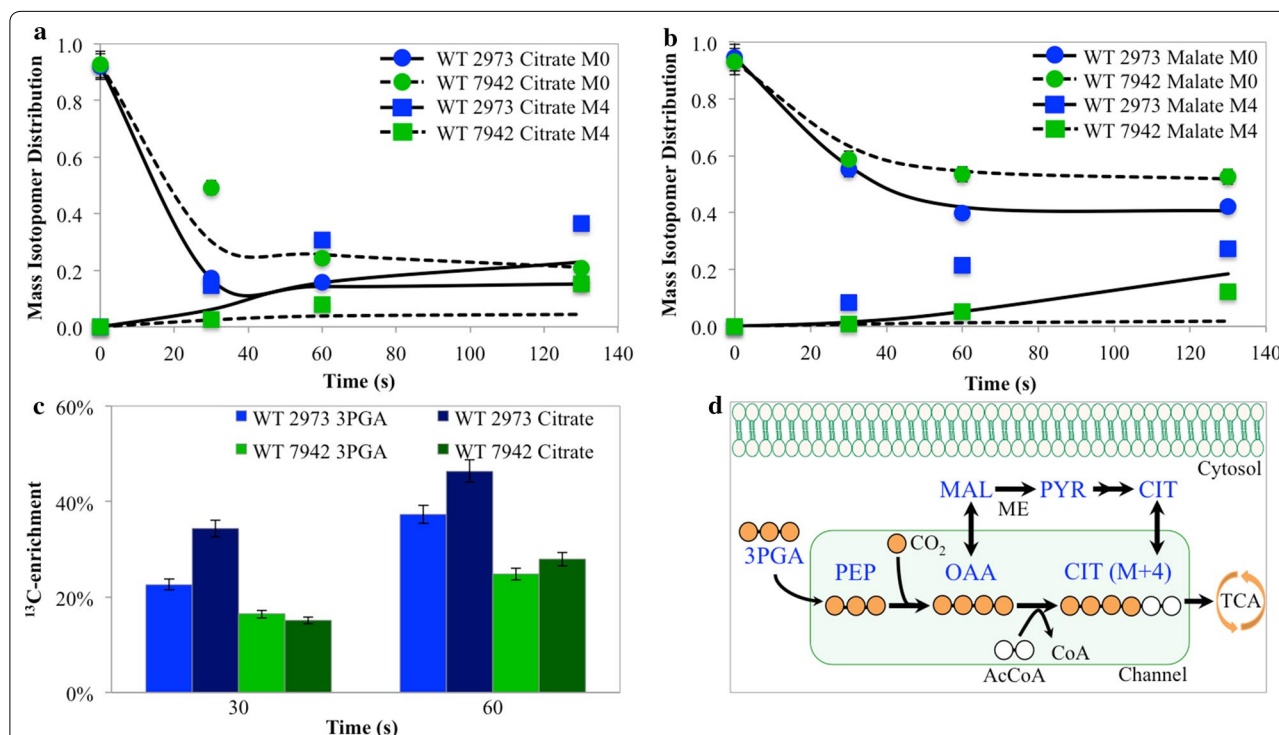 a
1.0
0.8
0.6
0.4
0.2
0.0
0 20 40 60 80 100 120 140
Mass Isotopomer Distribution
Time (s)
WT 2973 Citrate M0
WT 7942 Citrate M0
WT 2973 Citrate M4
WT 7942 Citrate M4
b
1.0
0.8
0.6
0.4
0.2
0.0
0 20 40 60 80 100 120 140
Mass Isotopomer Distribution
Time (s)
WT 2973 Malate M0
WT 7942 Malate M0
WT 2973 Malate M4
WT 7942 Malate M4
c
60%
40%
20%
0%
¹³C-enrichment
WT 2973 3PGA WT 2973 Citrate
WT 7942 3PGA WT 7942 Citrate
30 60
Time (s)
d
Cytosol
MAL PYR CIT
ME
3PGA
CO₂
PEP OAA CIT (M+4)
TCA
AcCoA CoA
Channel